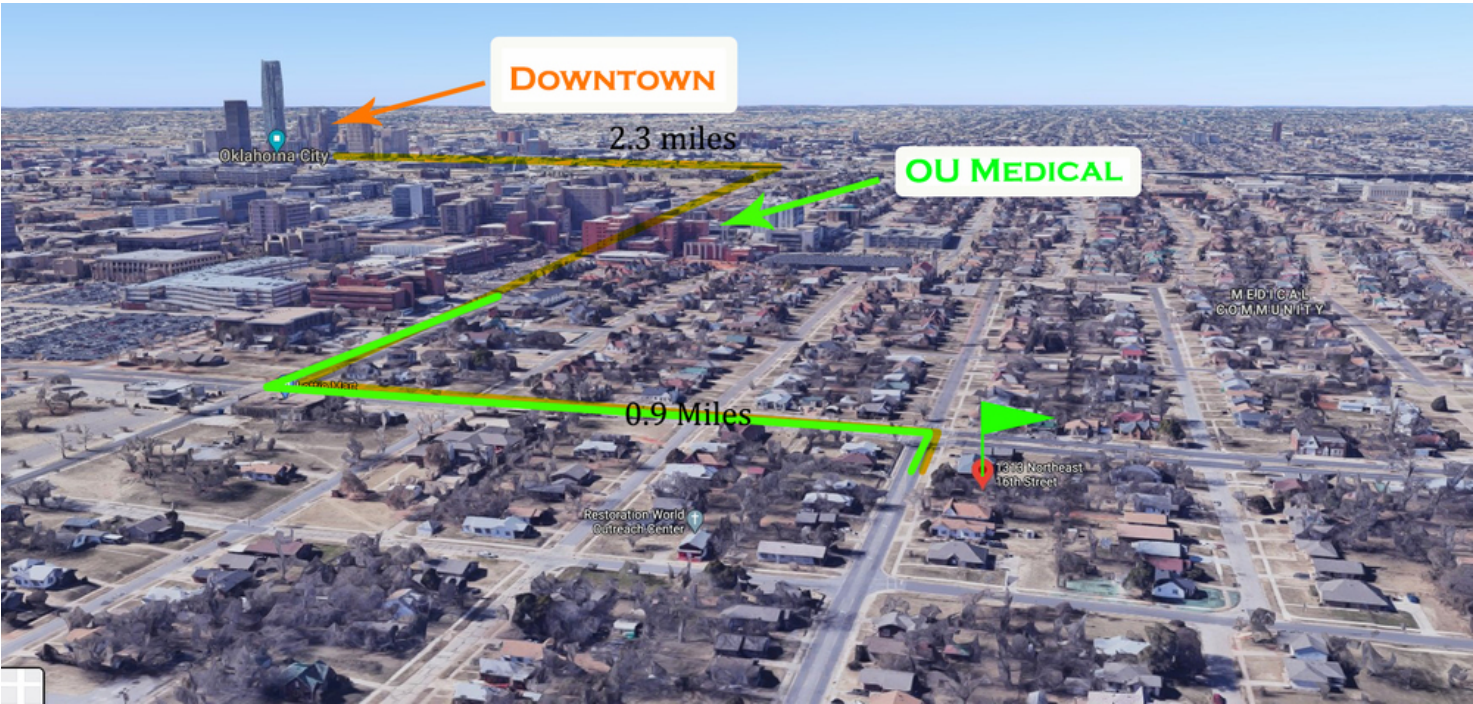 DOWNTOWN
2.3 miles
Oklahoma City
OU MEDICAL
MEDICAL
COMMUNITY
0.9 Miles
1313 Northeast
16th Street
Restoration World
Outreach Center